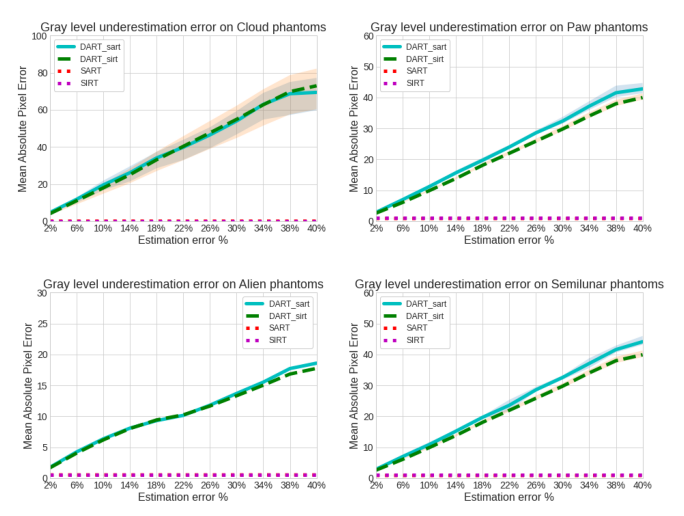 Gray level underestimation error on Cloud phantoms
Mean Absolute Pixel Error
100
80
60
40
20
0
DART_sart
DART_sirt
SART
SIRT
2% 6% 10% 14% 18% 22% 26% 30% 34% 38% 40%
Estimation error %
Gray level underestimation error on Paw phantoms
Mean Absolute Pixel Error
60
50
40
30
20
10
0
DART_sart
DART_sirt
SART
SIRT
2% 6% 10% 14% 18% 22% 26% 30% 34% 38% 40%
Estimation error %
Gray level underestimation error on Alien phantoms
Mean Absolute Pixel Error
30
25
20
15
10
5
0
DART_sart
DART_sirt
SART
SIRT
2% 6% 10% 14% 18% 22% 26% 30% 34% 38% 40%
Estimation error %
Gray level underestimation error on Semilunar phantoms
Mean Absolute Pixel Error
60
50
40
30
20
10
0
DART_sart
DART_sirt
SART
SIRT
2% 6% 10% 14% 18% 22% 26% 30% 34% 38% 40%
Estimation error %